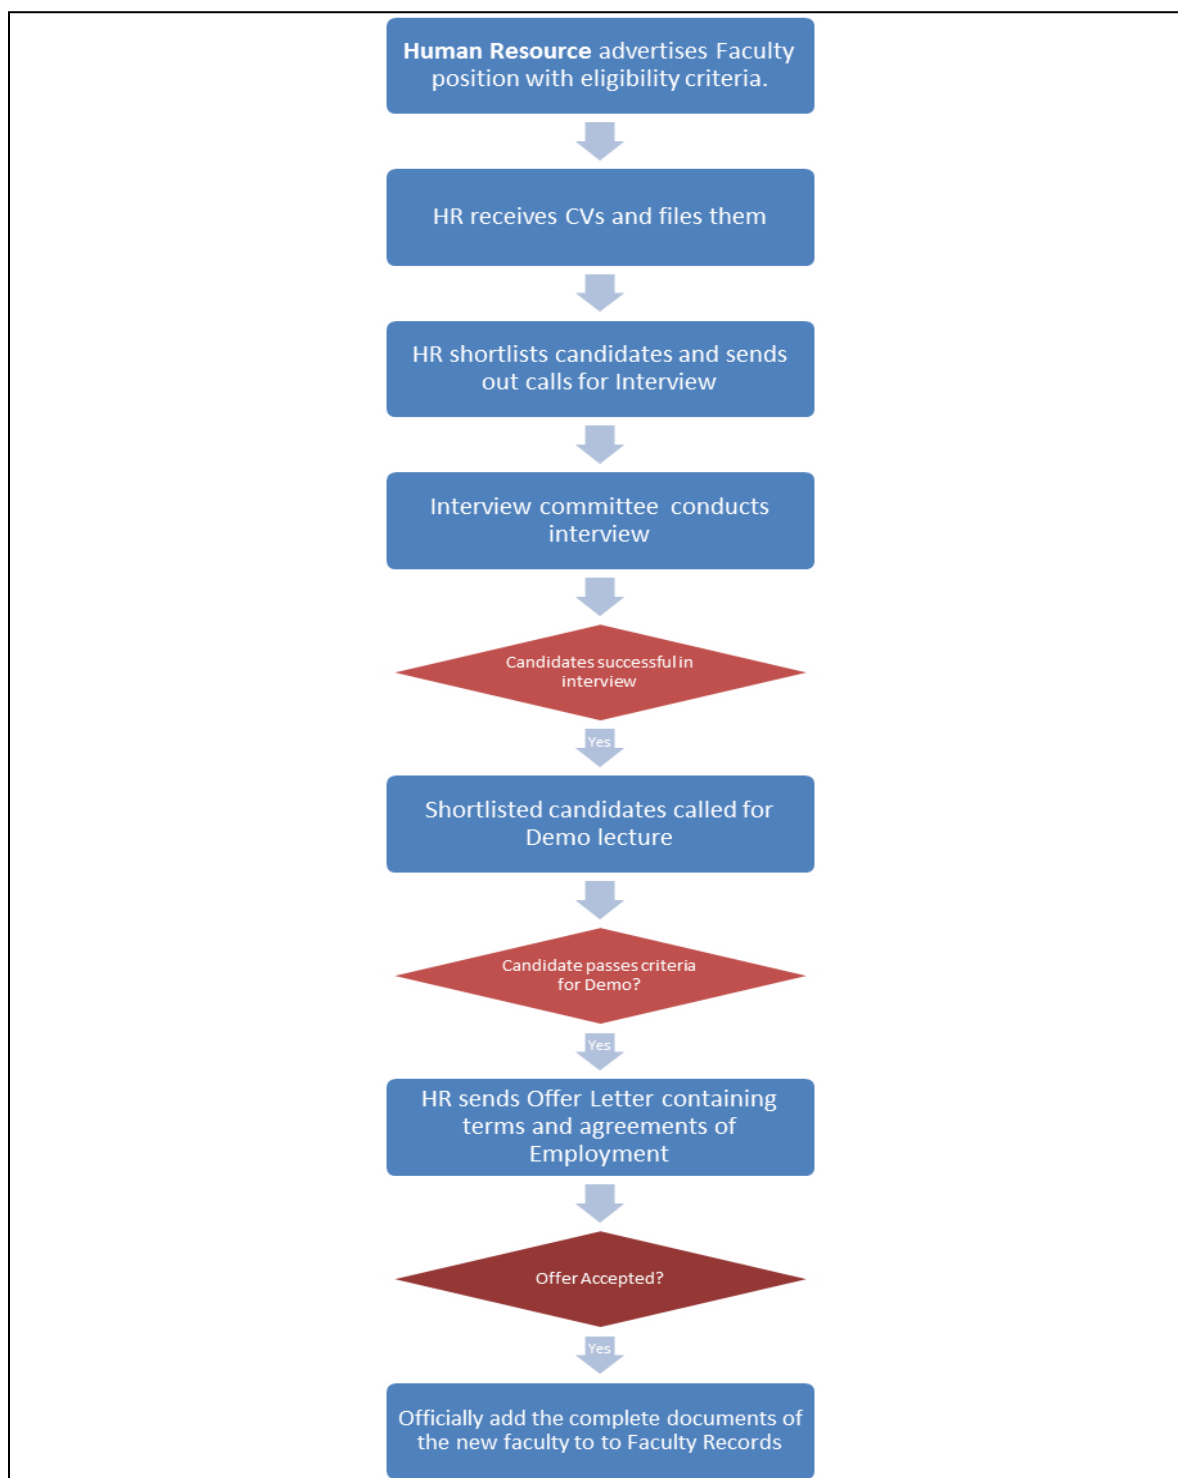 Human Resource advertises Faculty
position with eligibility criteria.
HR receives CVs and files them
HR shortlists candidates and sends
out calls for Interview
Interview committee conducts
interview
Candidates successful in
interview
Yes
Shortlisted candidates called for
Demo lecture
Candidate passes criteria
for Demo?
Yes
HR sends Offer Letter containing
terms and agreements of
Employment
Offer Accepted?
Yes
Officially add the complete documents of
the new faculty to to Faculty Records